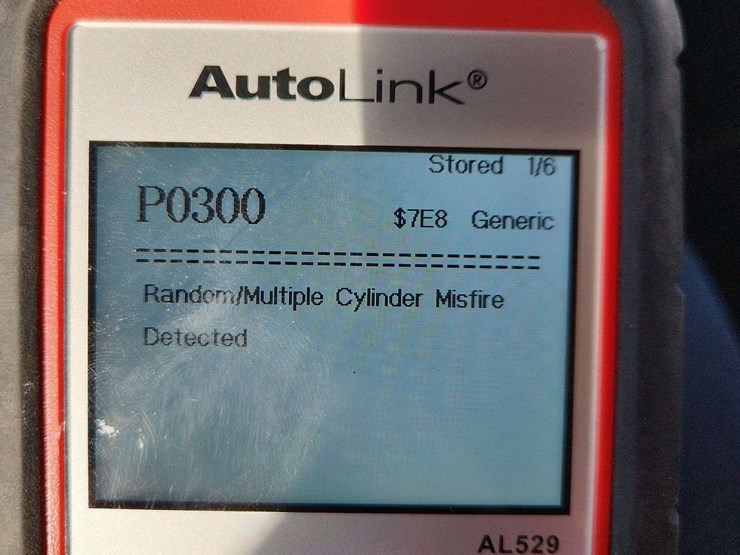 AutoLink®
Stored 1/6
P0300 $7E8 Generic
==============================
Random/Multiple Cylinder Misfire
Detected
AL529